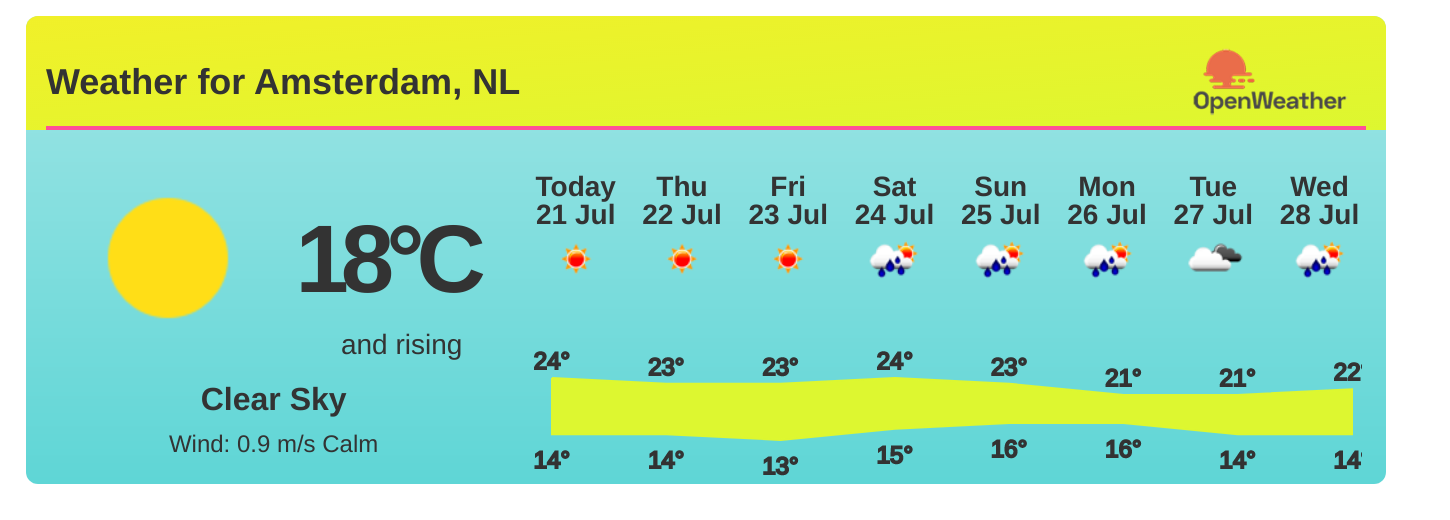 Weather for Amsterdam, NL
OpenWeather
18°C
and rising
Clear Sky
Wind: 0.9 m/s Calm
Today Thu Fri Sat Sun Mon Tue Wed
21 Jul 22 Jul 23 Jul 24 Jul 25 Jul 26 Jul 27 Jul 28 Jul
24° 23° 23° 24° 23° 21° 21° 22°
14° 14° 13° 15° 16° 16° 14° 14°